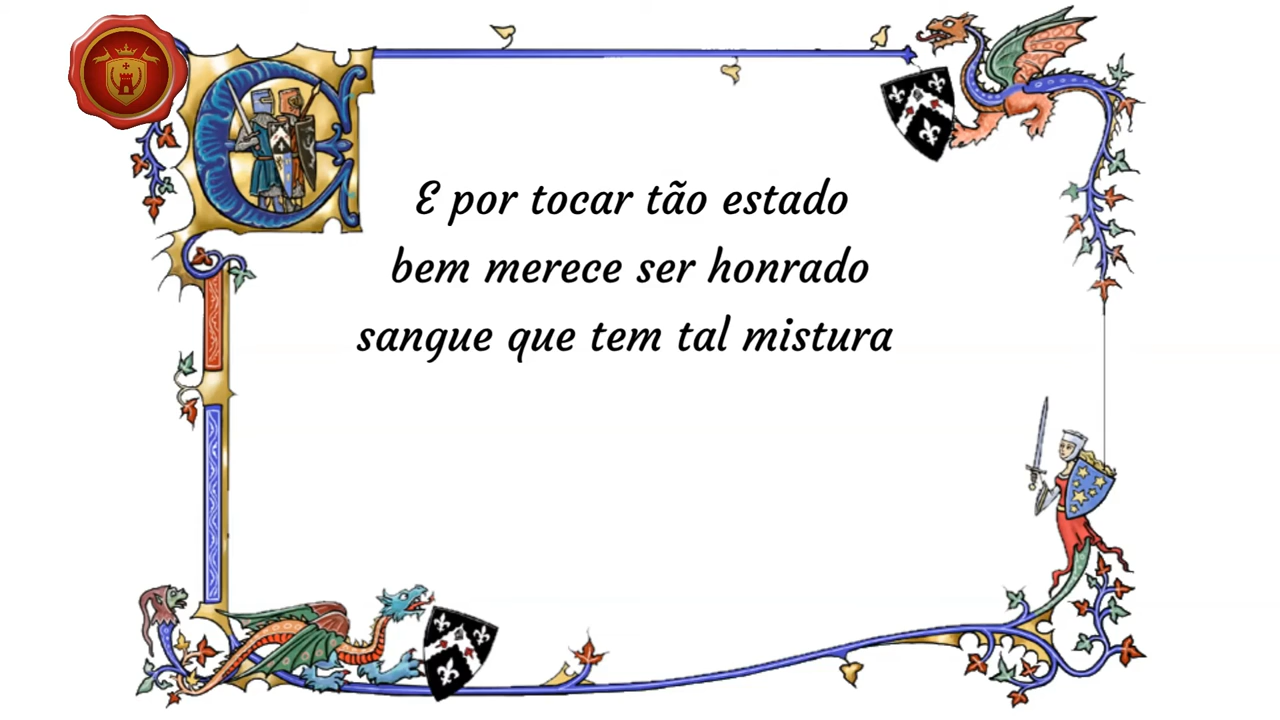 E por tocar tão estado
bem merece ser honrado
sangue que tem tal mistura